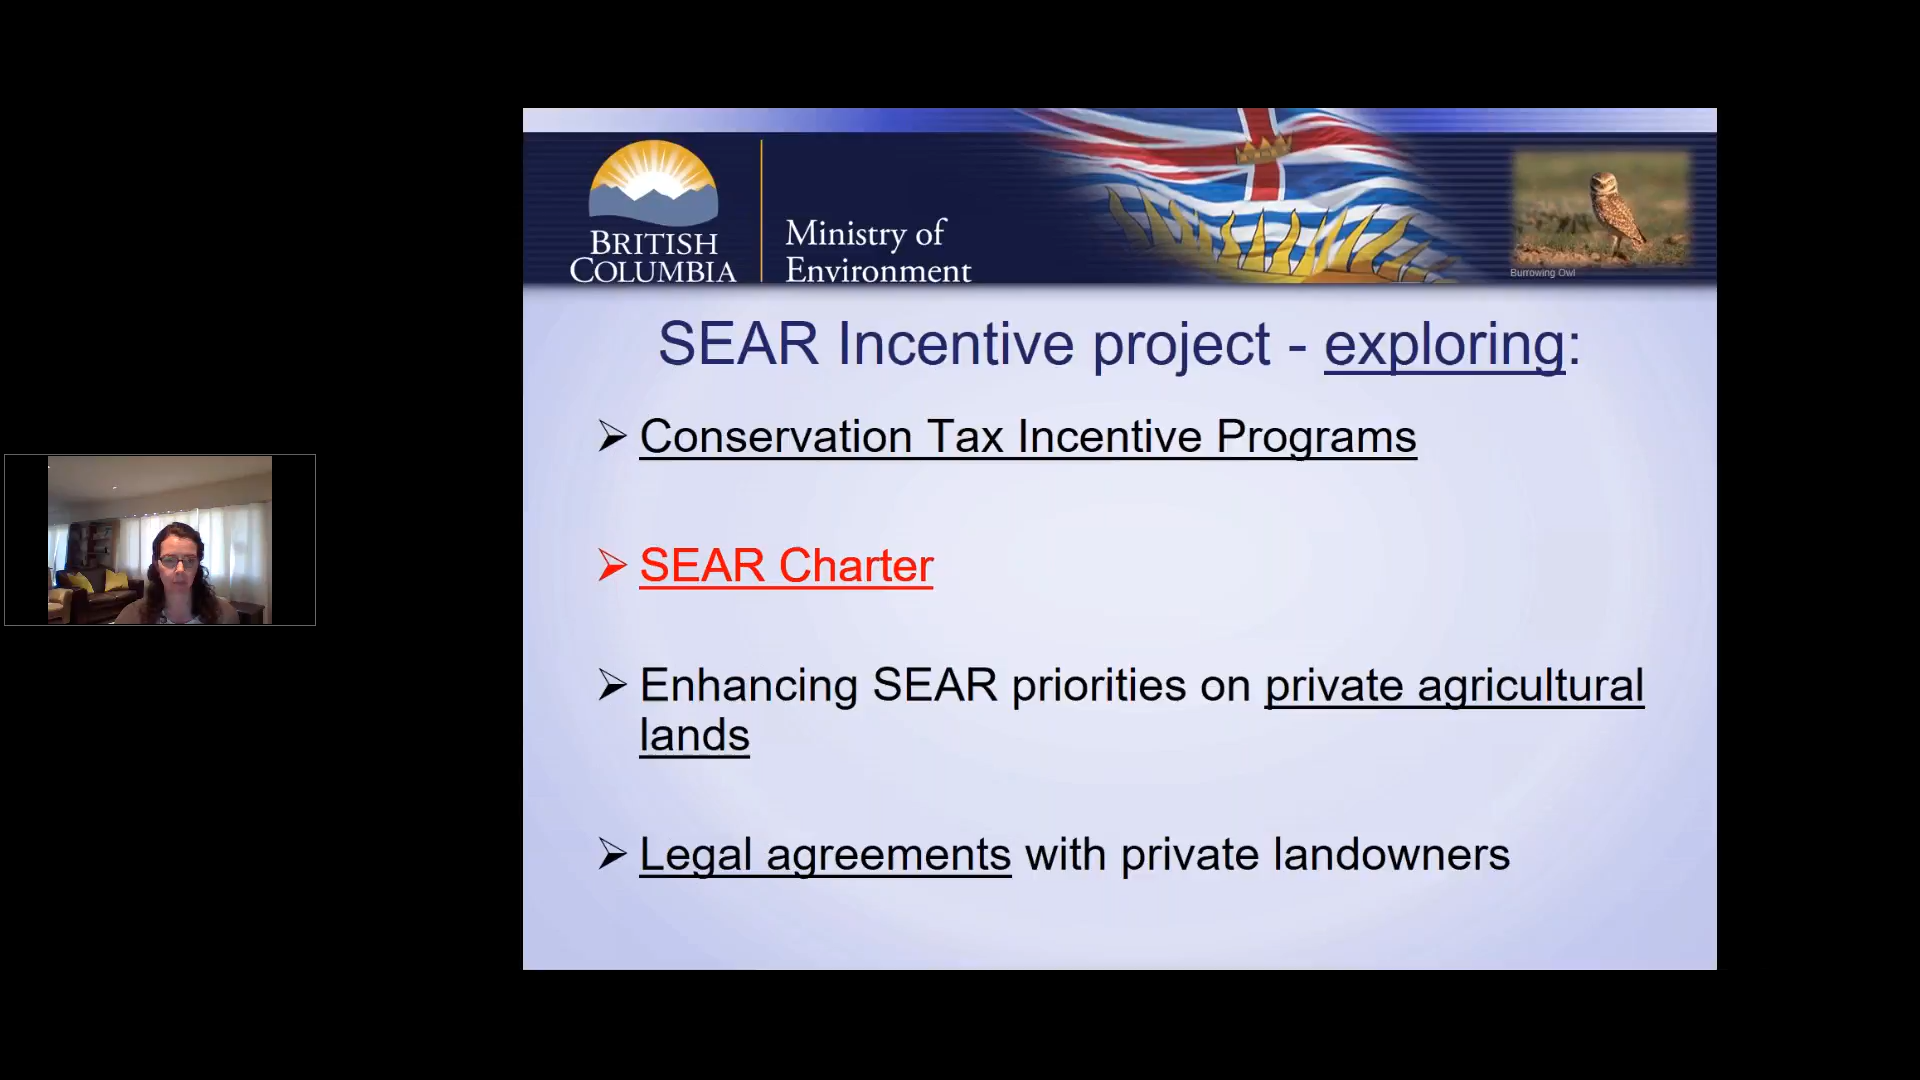 BRITISH
COLUMBIA
Ministry of
Environment
Burrowing Owl
SEAR Incentive project - exploring:
➢ Conservation Tax Incentive Programs
➢ SEAR Charter
➢ Enhancing SEAR priorities on private agricultural
lands
➢ Legal agreements with private landowners